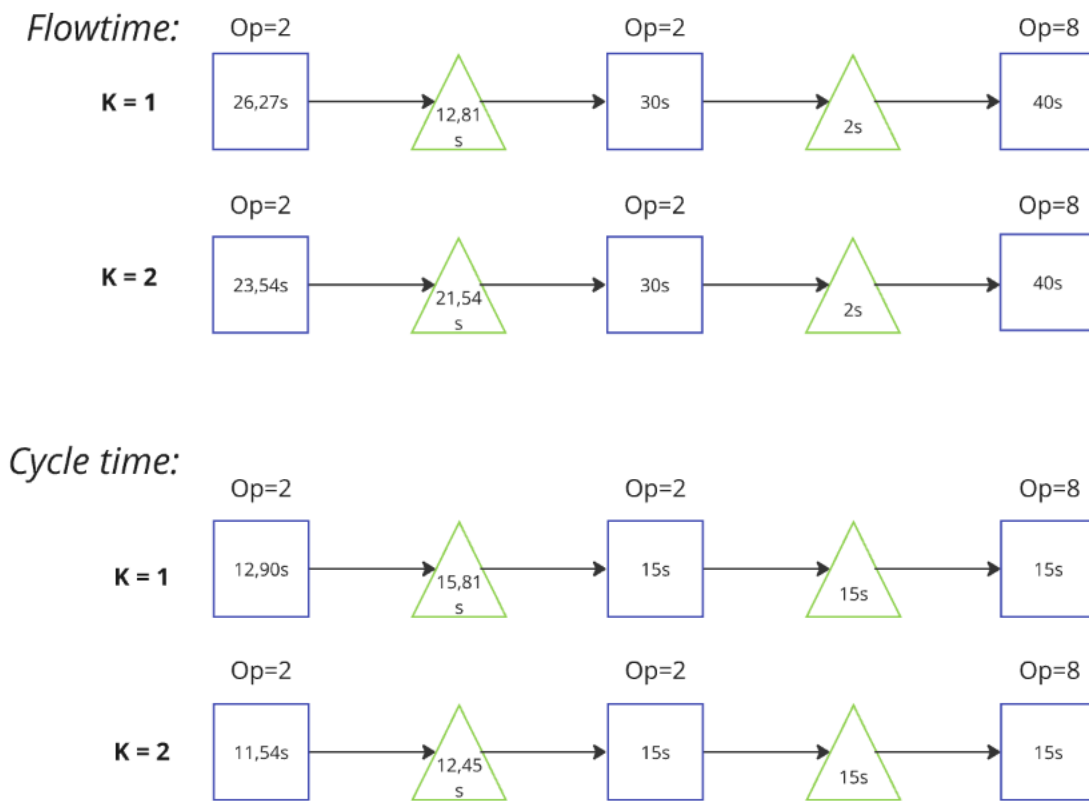 Flowtime:
Op=2 Op=2 Op=8
K = 1 26,27s 12,81 s 30s 2s 40s
Op=2 Op=2 Op=8
K = 2 23,54s 21,54 s 30s 2s 40s
Cycle time:
Op=2 Op=2 Op=8
K = 1 12,90s 15,81 s 15s 15s 15s
Op=2 Op=2 Op=8
K = 2 11,54s 12,45 s 15s 15s 15s